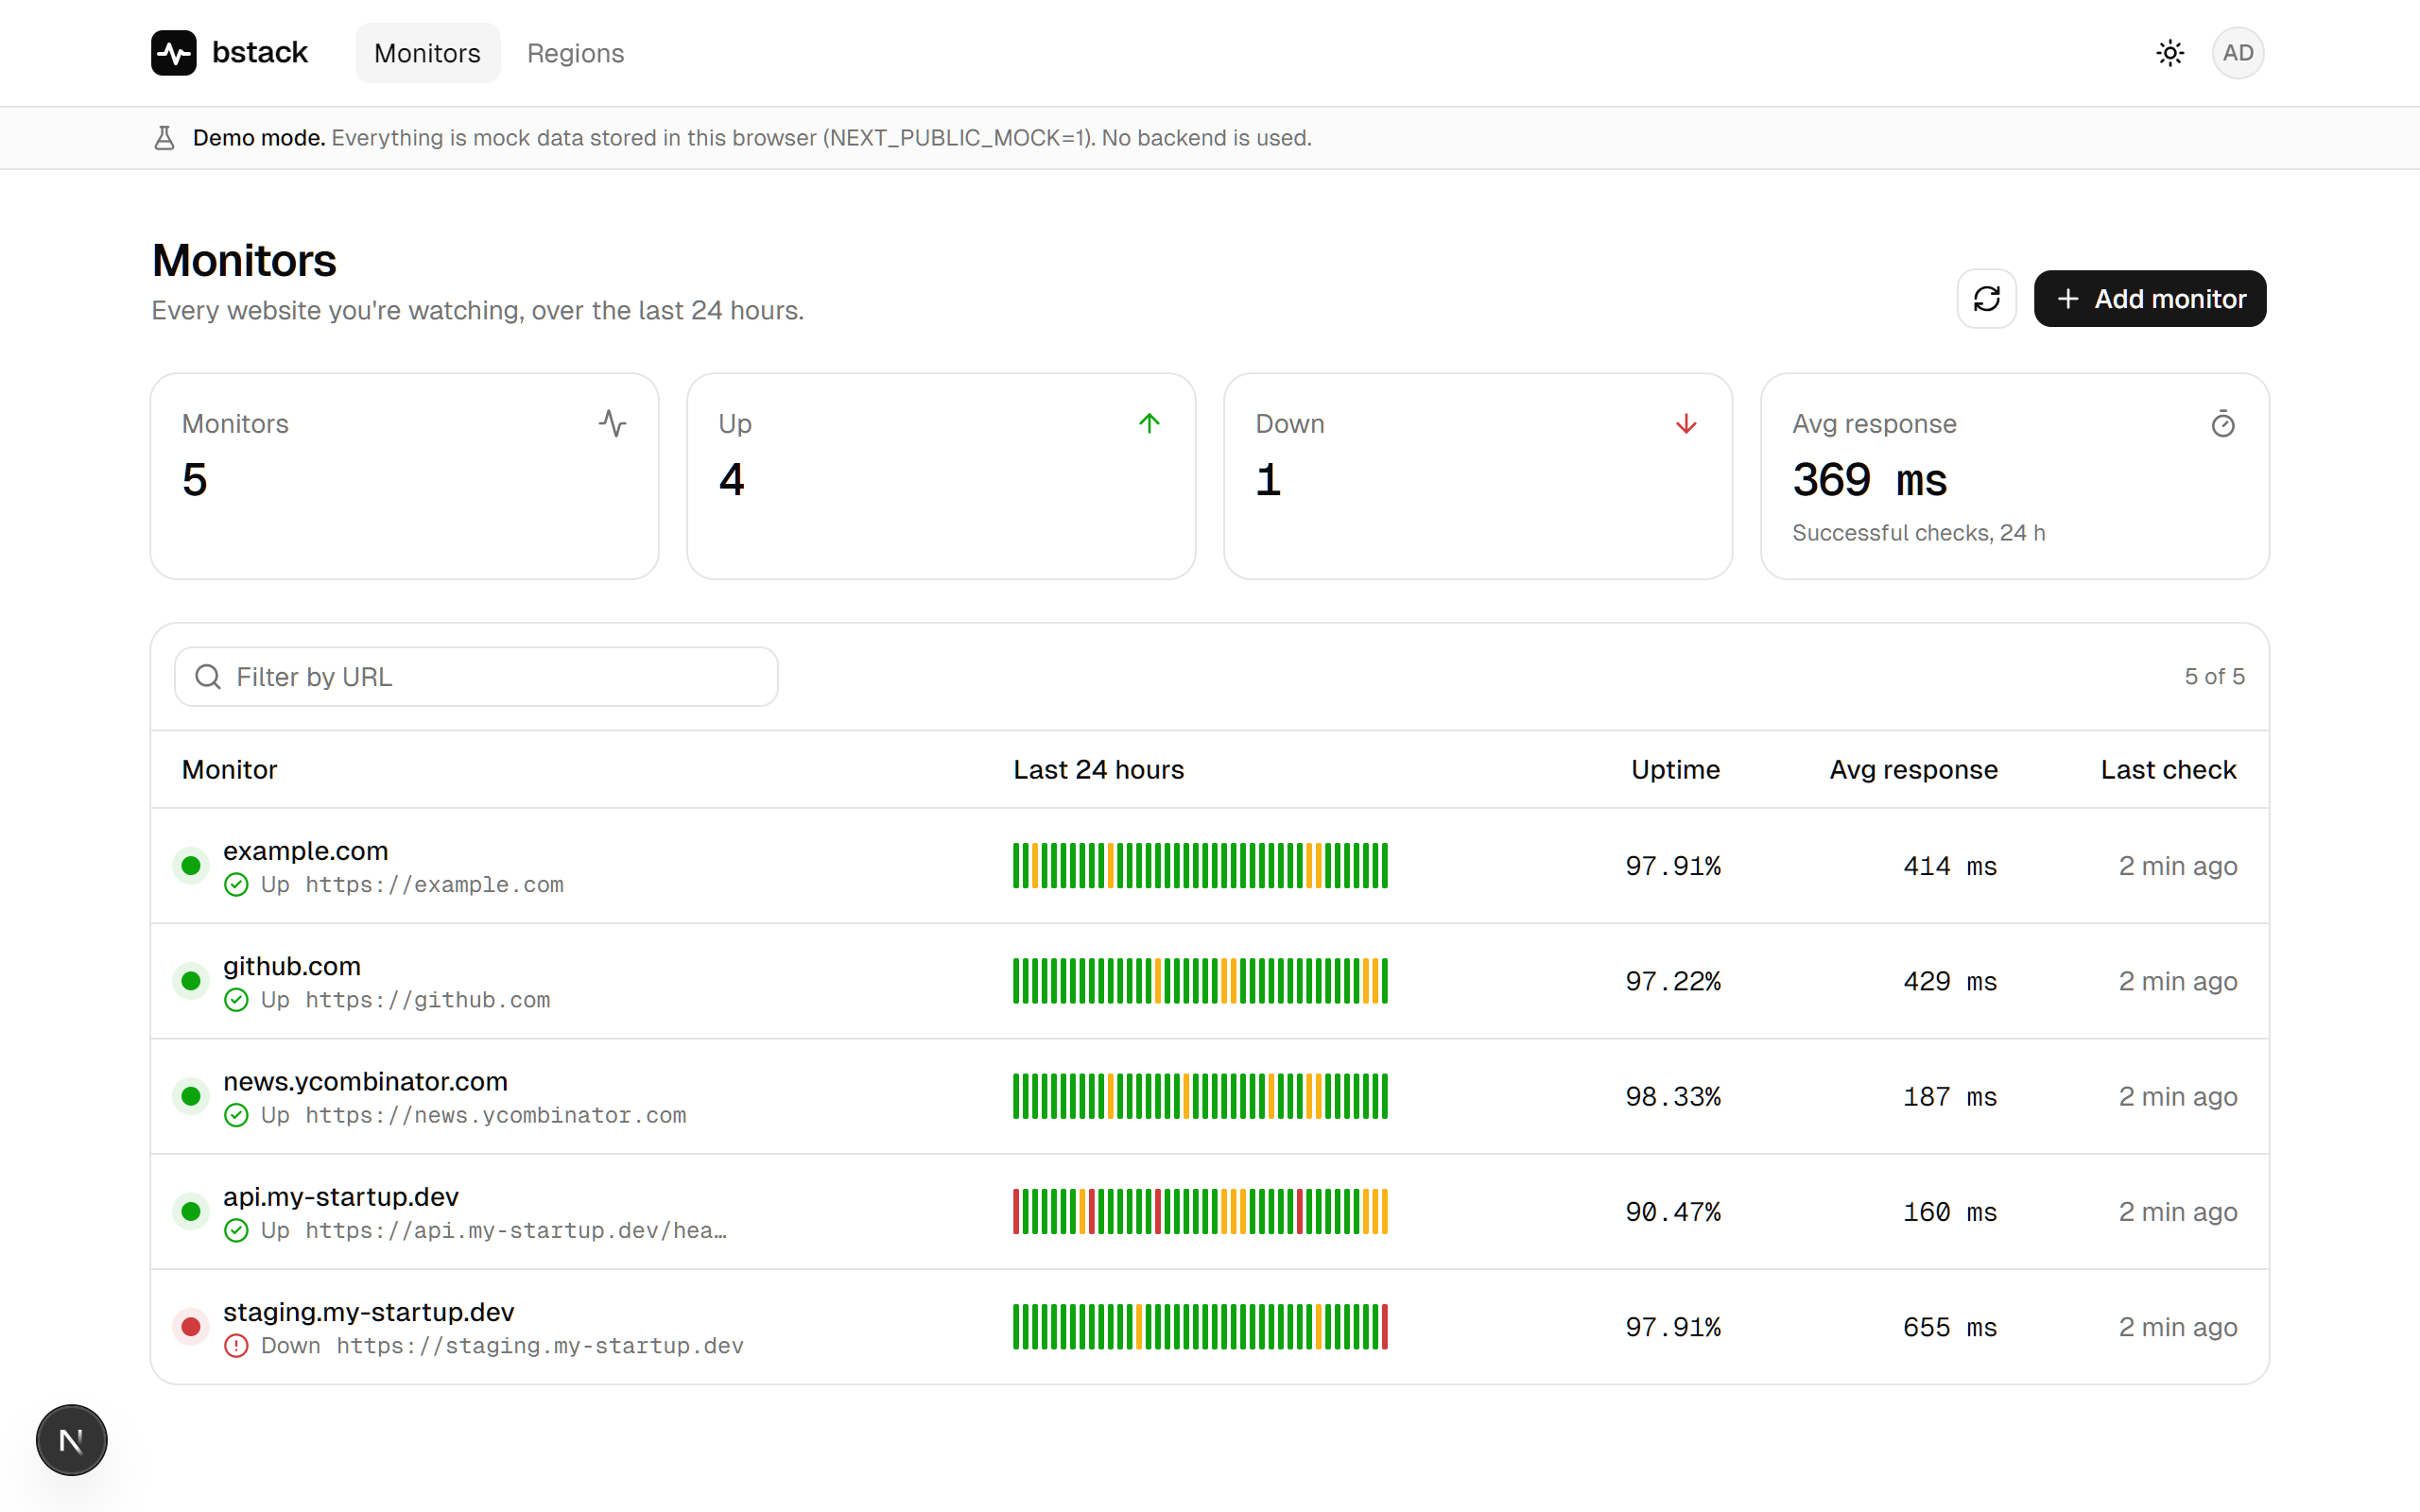 bstack Monitors Regions AD
Demo mode. Everything is mock data stored in this browser (NEXT_PUBLIC_MOCK=1). No backend is used.
Monitors
Every website you're watching, over the last 24 hours.
Add monitor
Monitors
5
Up
4
Down
1
Avg response
369 ms
Successful checks, 24 h
Filter by URL
5 of 5
Monitor Last 24 hours Uptime Avg response Last check
example.com
Up https://example.com
97.91% 414 ms 2 min ago
github.com
Up https://github.com
97.22% 429 ms 2 min ago
news.ycombinator.com
Up https://news.ycombinator.com
98.33% 187 ms 2 min ago
api.my-startup.dev
Up https://api.my-startup.dev/hea…
90.47% 160 ms 2 min ago
staging.my-startup.dev
Down https://staging.my-startup.dev
97.91% 655 ms 2 min ago
N